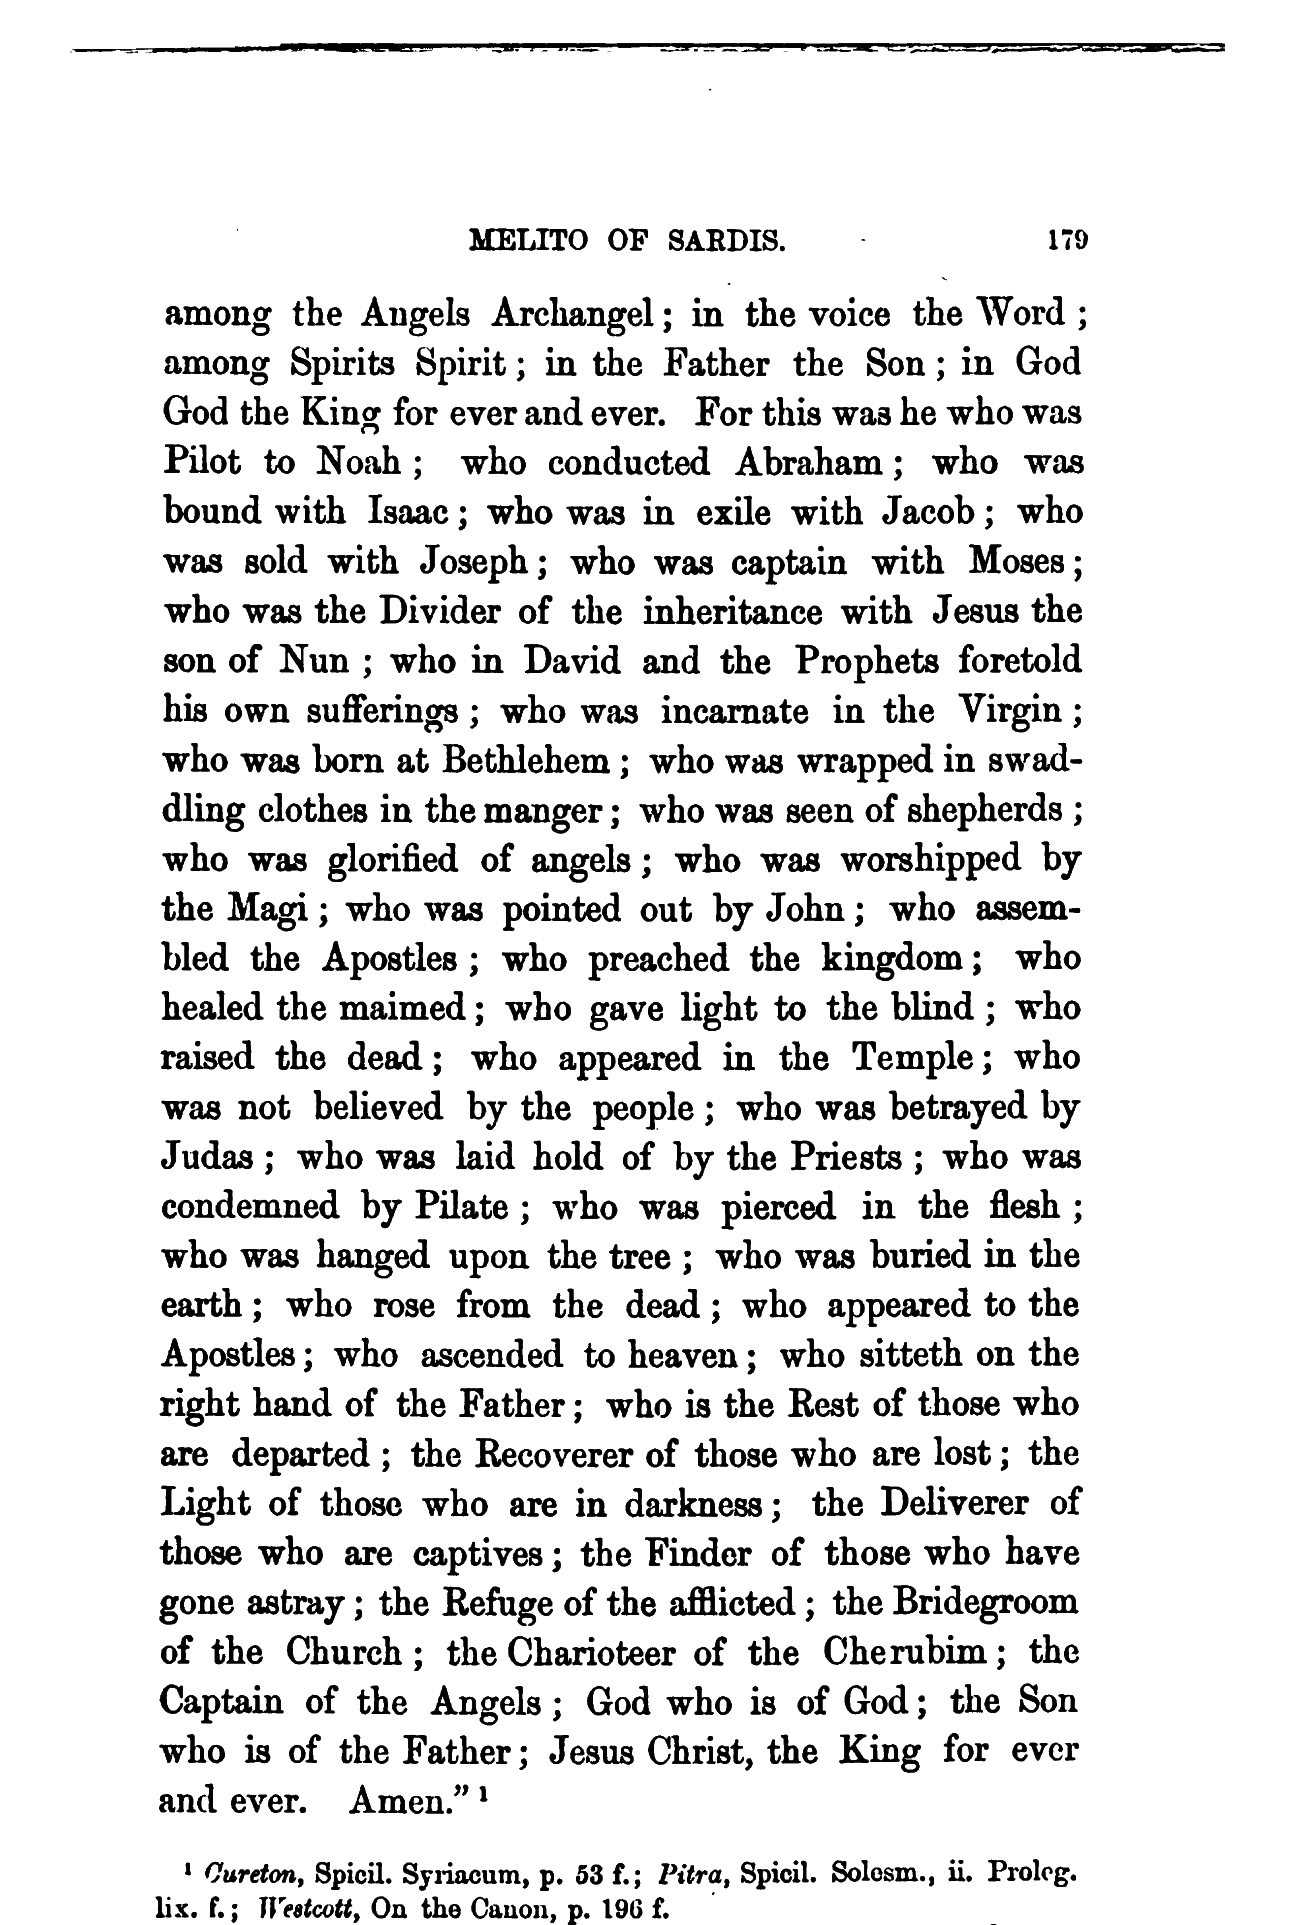 MELITO OF SARDIS. 179
among the Angels Archangel; in the voice the Word;
among Spirits Spirit; in the Father the Son; in God
God the King for ever and ever. For this was he who was
Pilot to Noah; who conducted Abraham; who was
bound with Isaac; who was in exile with Jacob; who
was sold with Joseph; who was captain with Moses;
who was the Divider of the inheritance with Jesus the
son of Nun; who in David and the Prophets foretold
his own sufferings; who was incarnate in the Virgin;
who was born at Bethlehem; who was wrapped in swad-
dling clothes in the manger; who was seen of shepherds;
who was glorified of angels; who was worshipped by
the Magi; who was pointed out by John; who assem-
bled the Apostles; who preached the kingdom; who
healed the maimed; who gave light to the blind; who
raised the dead; who appeared in the Temple; who
was not believed by the people; who was betrayed by
Judas; who was laid hold of by the Priests; who was
condemned by Pilate; who was pierced in the flesh;
who was hanged upon the tree; who was buried in the
earth; who rose from the dead; who appeared to the
Apostles; who ascended to heaven; who sitteth on the
right hand of the Father; who is the Rest of those who
are departed; the Recoverer of those who are lost; the
Light of those who are in darkness; the Deliverer of
those who are captives; the Finder of those who have
gone astray; the Refuge of the afflicted; the Bridegroom
of the Church; the Charioteer of the Cherubim; the
Captain of the Angels; God who is of God; the Son
who is of the Father; Jesus Christ, the King for ever
and ever. Amen.” ¹
¹ Cureton, Spicil. Syriacum, p. 53 f.; Pitra, Spicil. Solesm., ii. Proleg.
lix. f.; Westcott, On the Canon, p. 196 f.